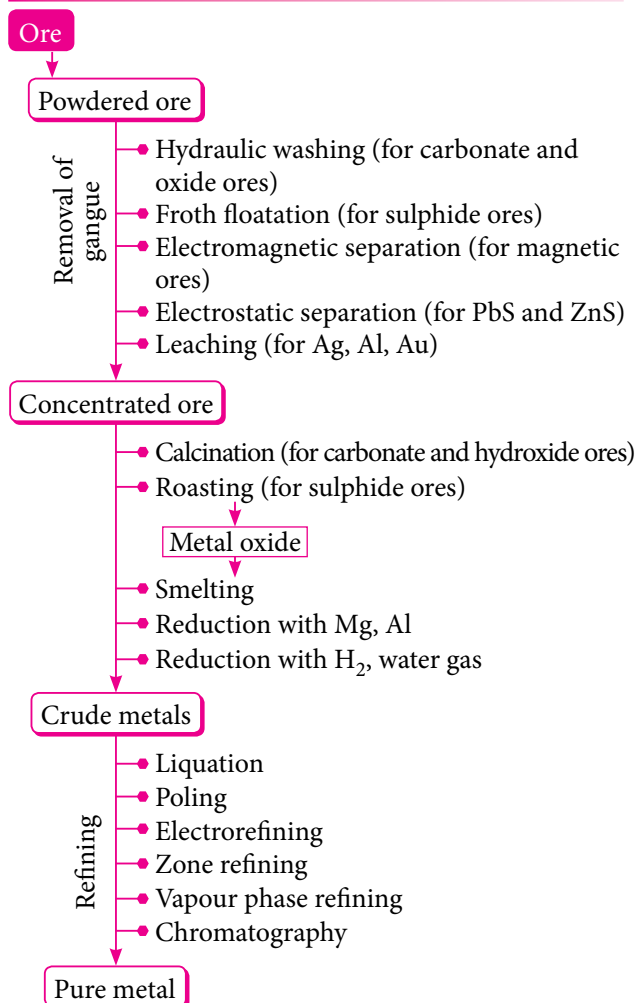 Ore
Powdered ore
Removal of
gangue
Hydraulic washing (for carbonate and
oxide ores)
Froth floatation (for sulphide ores)
Electromagnetic separation (for magnetic
ores)
Electrostatic separation (for PbS and ZnS)
Leaching (for Ag, Al, Au)
Concentrated ore
Calcination (for carbonate and hydroxide ores)
Roasting (for sulphide ores)
Metal oxide
Smelting
Reduction with Mg, Al
Reduction with H₂, water gas
Crude metals
Refining
Liquation
Poling
Electrorefining
Zone refining
Vapour phase refining
Chromatography
Pure metal